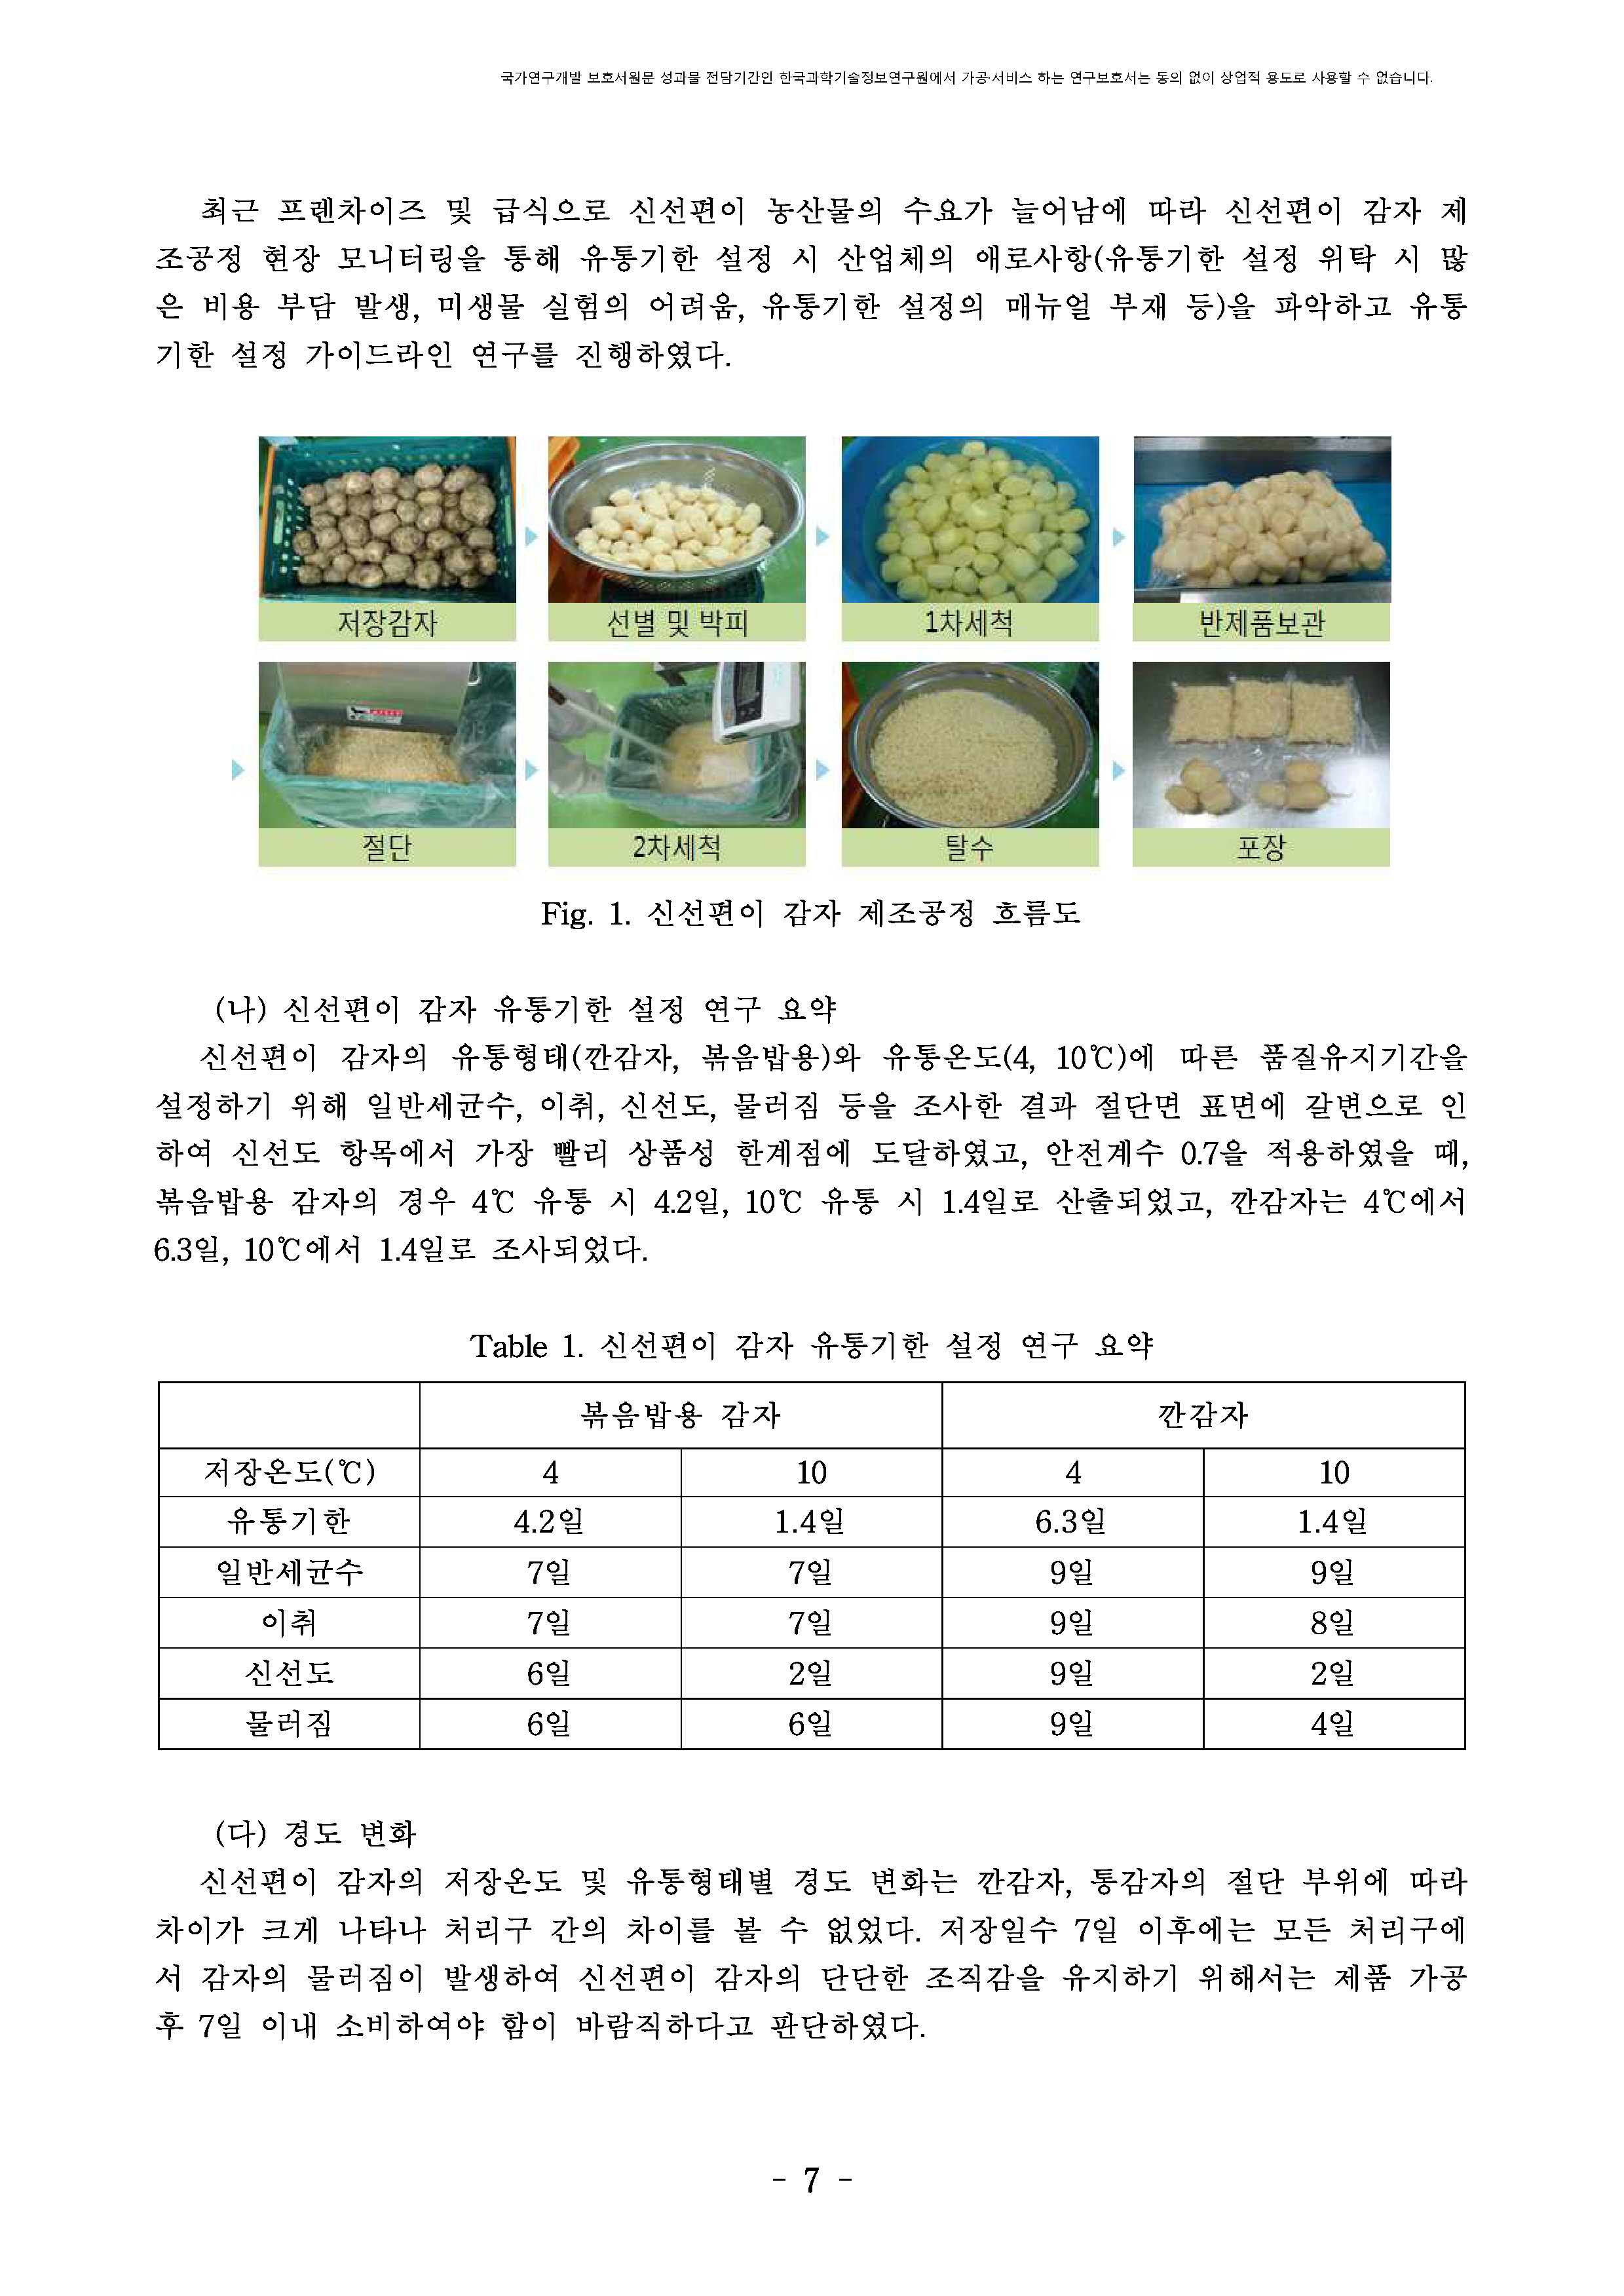 국가연구개발 보호서원문 성과물 전담기간인 한국과학기술정보연구원에서 가공·서비스 하는 연구보호서는 동의 없이 상업적 용도로 사용할 수 없습니다.
최근 프렌차이즈 및 급식으로 신선편이 농산물의 수요가 늘어남에 따라 신선편이 감자 제
조공정 현장 모니터링을 통해 유통기한 설정 시 산업체의 애로사항(유통기한 설정 위탁 시 많
은 비용 부담 발생, 미생물 실험의 어려움, 유통기한 설정의 매뉴얼 부재 등)을 파악하고 유통
기한 설정 가이드라인 연구를 진행하였다.
저장감자 선별 및 박피 1차세척 반제품보관
절단 2차세척 탈수 포장
Fig. 1. 신선편이 감자 제조공정 흐름도
(나) 신선편이 감자 유통기한 설정 연구 요약
신선편이 감자의 유통형태(깐감자, 볶음밥용)와 유통온도(4, 10℃)에 따른 품질유지기간을
설정하기 위해 일반세균수, 이취, 신선도, 물러짐 등을 조사한 결과 절단면 표면에 갈변으로 인
하여 신선도 항목에서 가장 빨리 상품성 한계점에 도달하였고, 안전계수 0.7을 적용하였을 때,
볶음밥용 감자의 경우 4℃ 유통 시 4.2일, 10℃ 유통 시 1.4일로 산출되었고, 깐감자는 4℃에서
6.3일, 10℃에서 1.4일로 조사되었다.
Table 1. 신선편이 감자 유통기한 설정 연구 요약
볶음밥용 감자 깐감자
저장온도(℃) 4 10 4 10
유통기한 4.2일 1.4일 6.3일 1.4일
일반세균수 7일 7일 9일 9일
이취 7일 7일 9일 8일
신선도 6일 2일 9일 2일
물러짐 6일 6일 9일 4일
(다) 경도 변화
신선편이 감자의 저장온도 및 유통형태별 경도 변화는 깐감자, 통감자의 절단 부위에 따라
차이가 크게 나타나 처리구 간의 차이를 볼 수 없었다. 저장일수 7일 이후에는 모든 처리구에
서 감자의 물러짐이 발생하여 신선편이 감자의 단단한 조직감을 유지하기 위해서는 제품 가공
후 7일 이내 소비하여야 함이 바람직하다고 판단하였다.
- 7 -